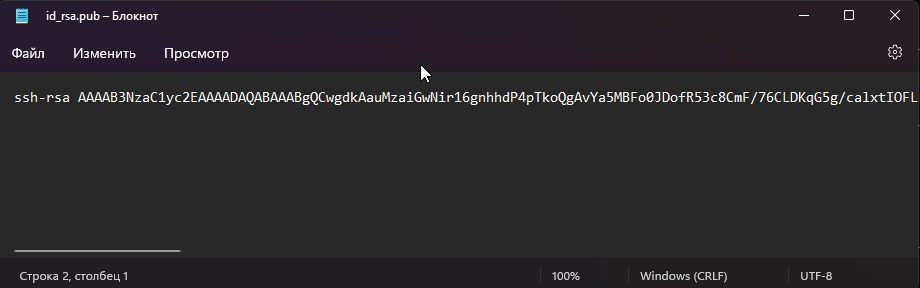 id_rsa.pub – Блокнот
Файл Изменить Просмотр
ssh-rsa AAAAB3NzaC1yc2EAAAADAQABAAABgQCwgdkAauMzaiGwNir16gnhhdP4pTkoQgAvYa5MBFo0JDofR53c8CmF/76CLDKqG5g/calxtIOFL
Строка 2, столбец 1 100% Windows (CRLF) UTF-8